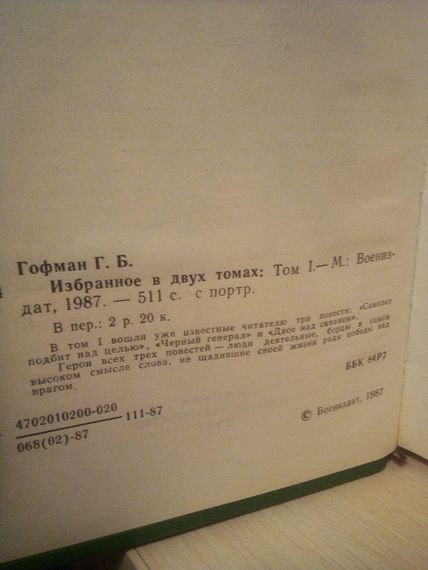 Гофман Г. Б.
Избранное в двух томах: Том I.— М.: Воениз-
дат, 1987. — 511 с. с портр.
В пер.: 2 р. 20 к.
В том I вошли уже известные читателю три повести: «Самолет
подбит над целью», «Черный генерал» и «Двое над океаном».
Герои всех трех повестей — люди деятельные, борцы в самом
высоком смысле слова, не щадившие своей жизни ради победы над
врагом.
4702010200-020
068(02)-87
—111-87
ББК 84Р7
© Воениздат, 1987